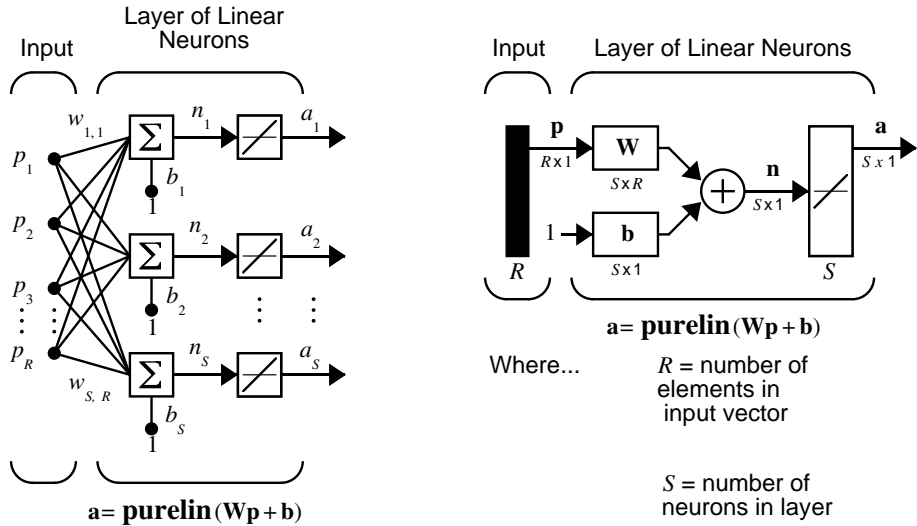 Layer of Linear
Neurons
Input
w1,1
n1
a1
p1
Σ
b1
1
p2
n2
a2
Σ
p3
b2
1
pR
nS
aS
Σ
wS, R
bS
1
a= purelin (Wp + b)
Input
Layer of Linear Neurons
p
a
R x 1
W
S x 1
S x R
n
+
S x 1
1
b
S x 1
R
S
a= purelin (Wp + b)
Where...
R = number of
elements in
input vector
S = number of
neurons in layer